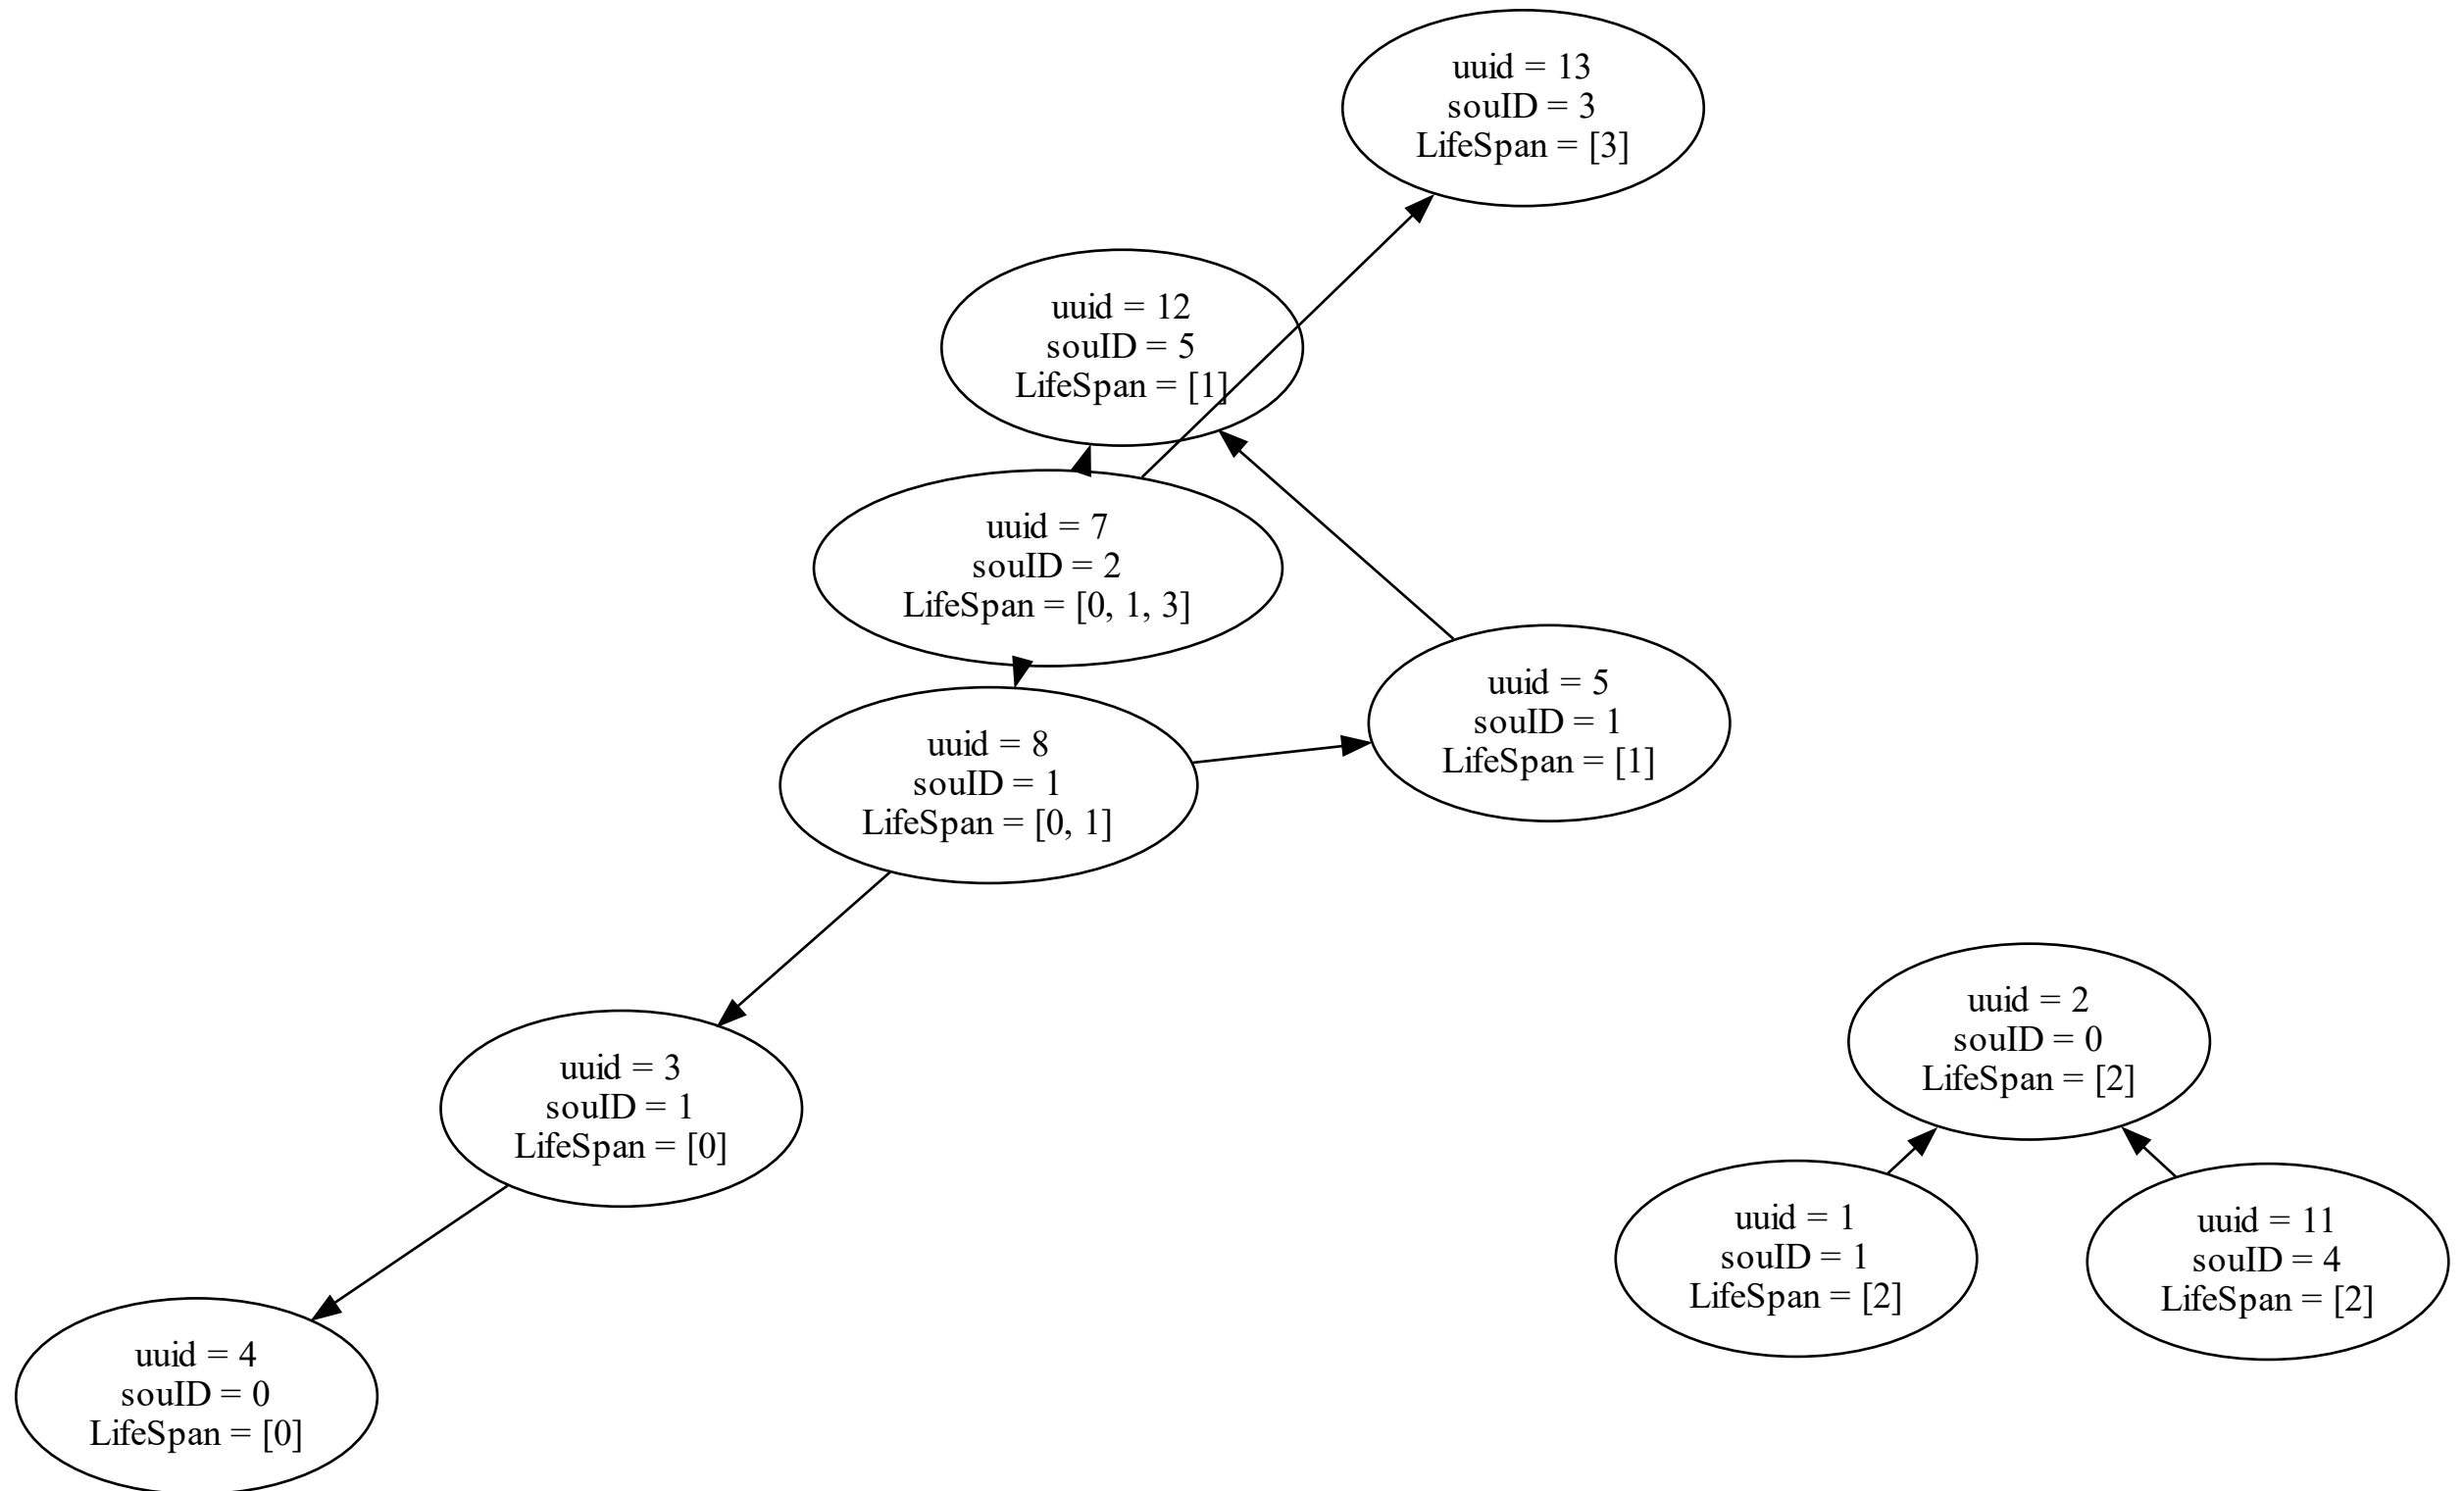 uuid = 13
souID = 3
LifeSpan = [3]
uuid = 12
souID = 5
LifeSpan = [1]
uuid = 7
souID = 2
LifeSpan = [0, 1, 3]
uuid = 5
souID = 1
LifeSpan = [1]
uuid = 8
souID = 1
LifeSpan = [0, 1]
uuid = 2
souID = 0
LifeSpan = [2]
uuid = 3
souID = 1
LifeSpan = [0]
uuid = 1
souID = 1
LifeSpan = [2]
uuid = 11
souID = 4
LifeSpan = [2]
uuid = 4
souID = 0
LifeSpan = [0]